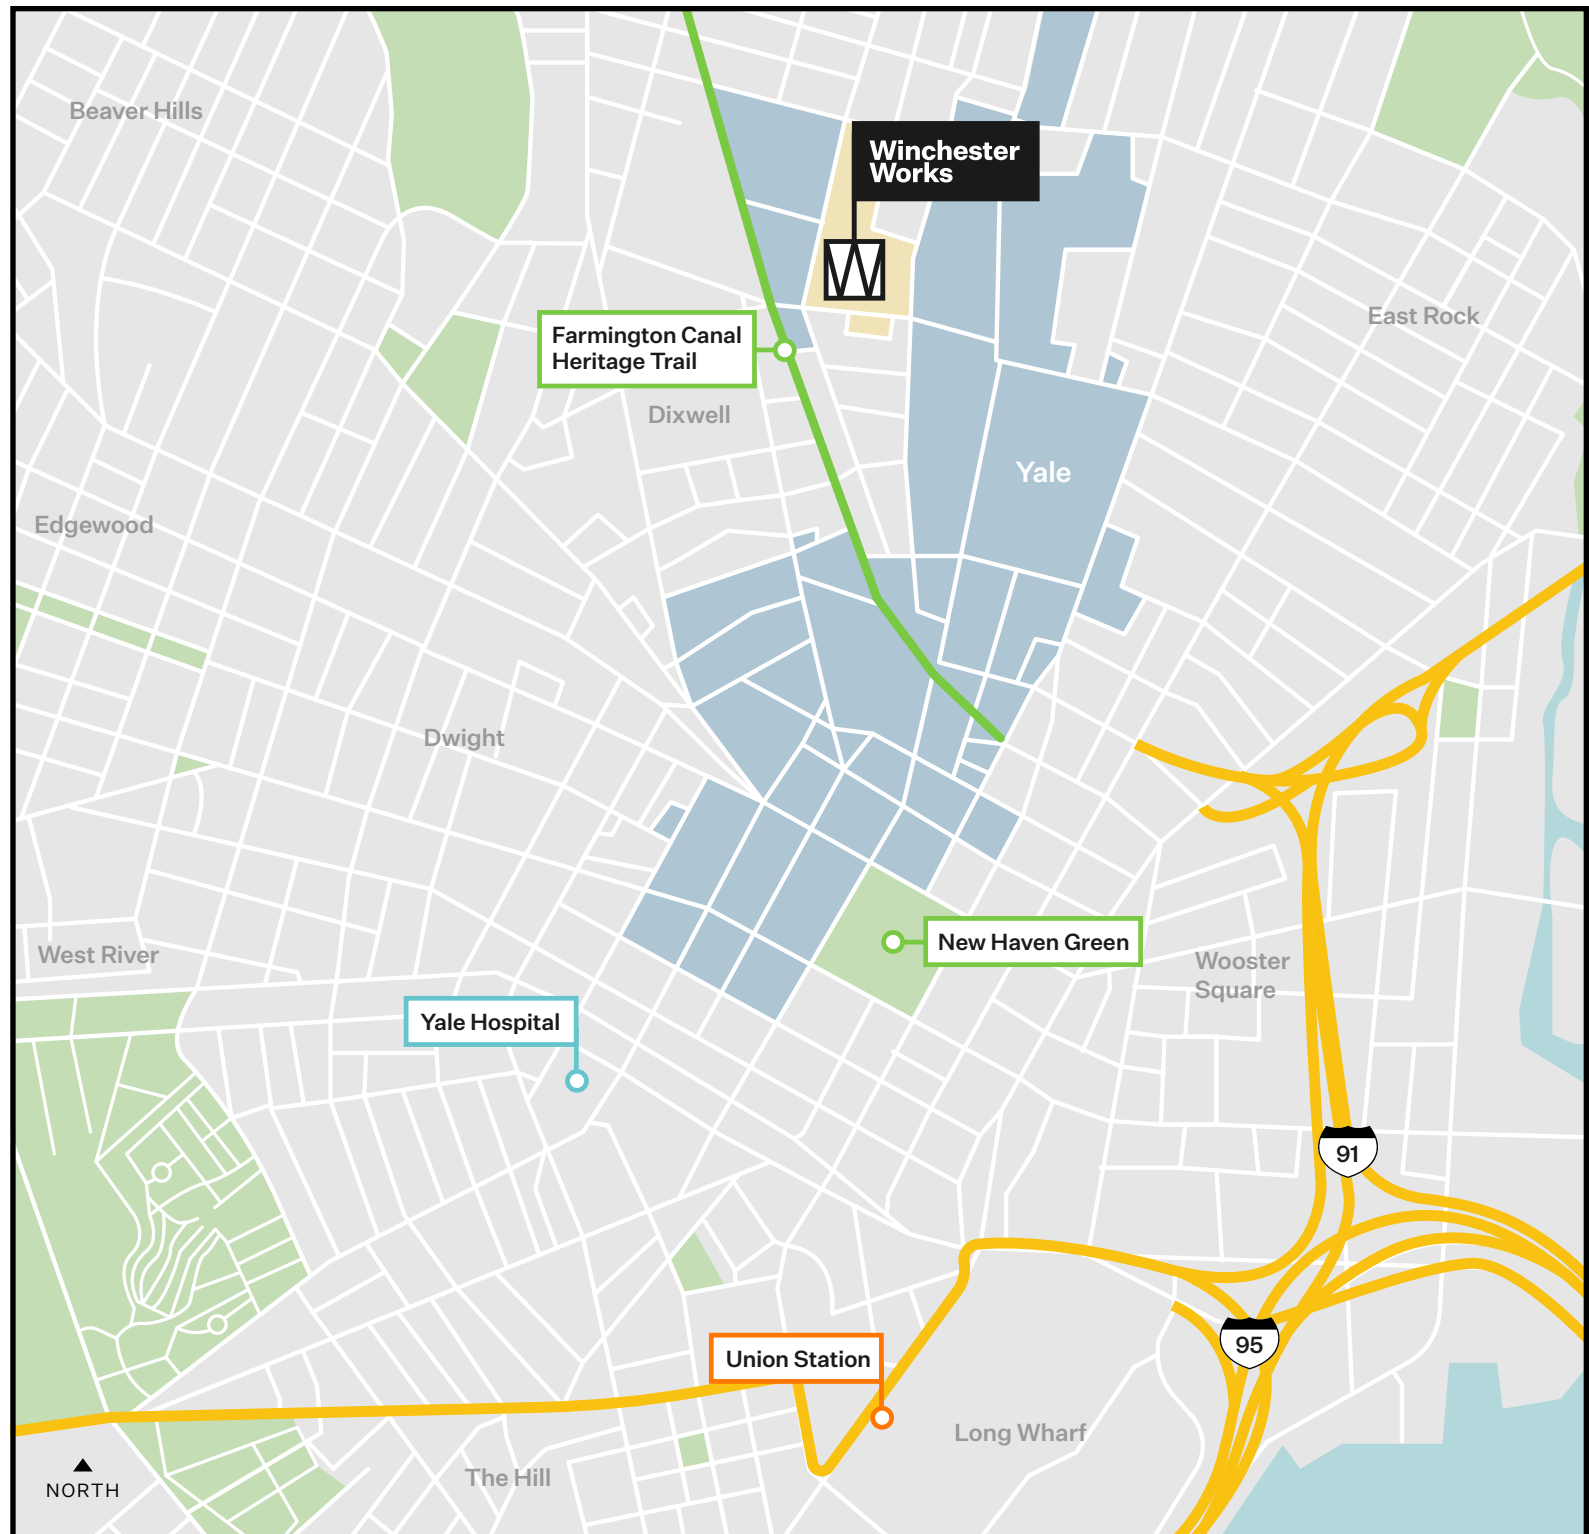 Beaver Hills
Winchester
Works
East Rock
Farmington Canal
Heritage Trail
Dixwell
Yale
Edgewood
Dwight
New Haven Green
West River
Wooster
Square
Yale Hospital
91
95
Union Station
Long Wharf
The Hill
NORTH